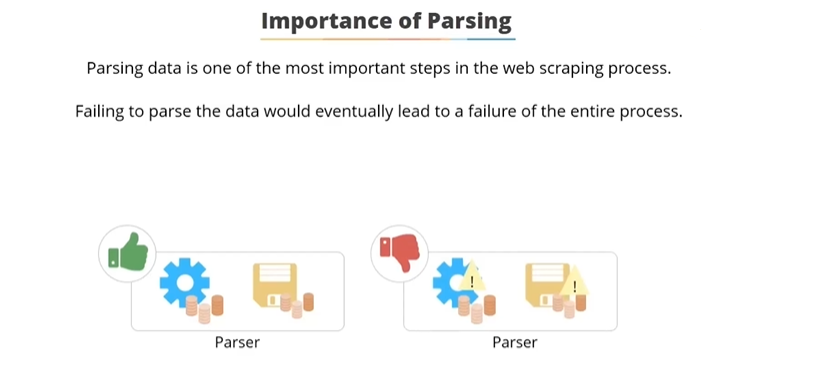 Importance of Parsing
Parsing data is one of the most important steps in the web scraping process.
Failing to parse the data would eventually lead to a failure of the entire process.
!
!
Parser
Parser